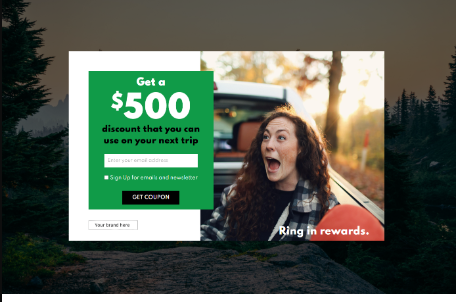 Get a
$500
discount that you can
use on your next trip
Enter your email address
Sign Up for emails and newsletter
GET COUPON
Your brand here
Ring in rewards.